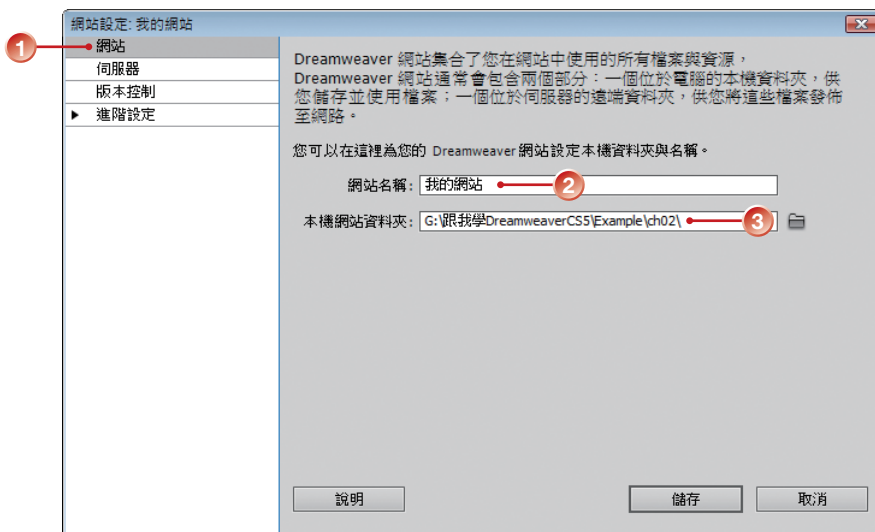 網站設定: 我的網站
1
網站
伺服器
版本控制
進階設定
Dreamweaver 網站集合了您在網站中使用的所有檔案與資源，
Dreamweaver 網站通常會包含兩個部分：一個位於電腦的本機資料夾，供
您儲存並使用檔案；一個位於伺服器的遠端資料夾，供您將這些檔案發佈
至網路。
您可以在這裡為您的 Dreamweaver 網站設定本機資料夾與名稱。
網站名稱: 我的網站 2
本機網站資料夾: G:\跟我學DreamweaverCS5\Example\ch02\ 3
說明 儲存 取消